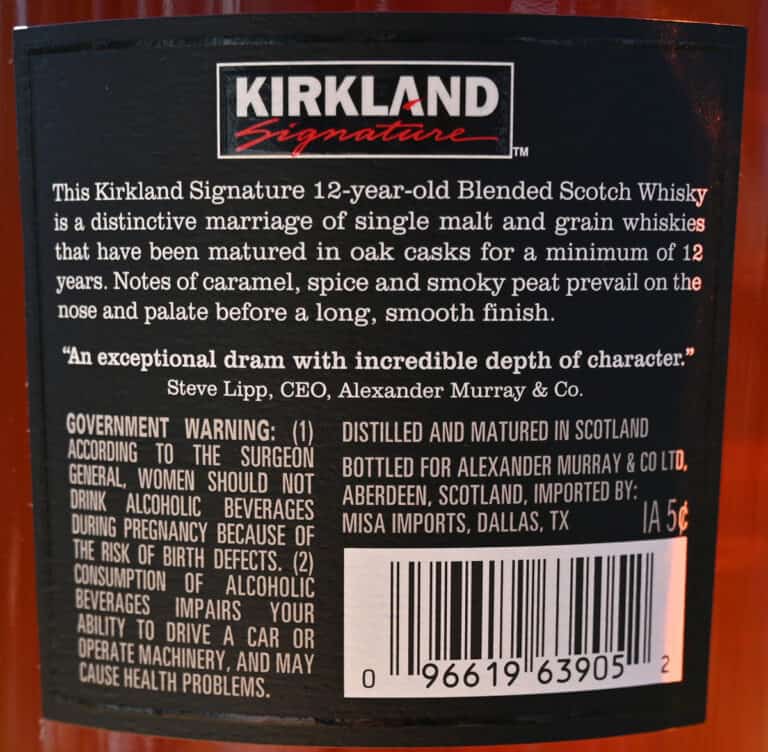 KIRKLAND
Signature
TM
This Kirkland Signature 12-year-old Blended Scotch Whisky
is a distinctive marriage of single malt and grain whiskies
that have been matured in oak casks for a minimum of 12
years. Notes of caramel, spice and smoky peat prevail on the
nose and palate before a long, smooth finish.
“An exceptional dram with incredible depth of character.”
Steve Lipp, CEO, Alexander Murray & Co.
GOVERNMENT WARNING: (1)
ACCORDING TO THE SURGEON
GENERAL, WOMEN SHOULD NOT
DRINK ALCOHOLIC BEVERAGES
DURING PREGNANCY BECAUSE OF
THE RISK OF BIRTH DEFECTS. (2)
CONSUMPTION OF ALCOHOLIC
BEVERAGES IMPAIRS YOUR
ABILITY TO DRIVE A CAR OR
OPERATE MACHINERY, AND MAY
CAUSE HEALTH PROBLEMS.
DISTILLED AND MATURED IN SCOTLAND
BOTTLED FOR ALEXANDER MURRAY & CO LTD,
ABERDEEN, SCOTLAND, IMPORTED BY:
MISA IMPORTS, DALLAS, TX
IA 5¢
0 96619 63905 2